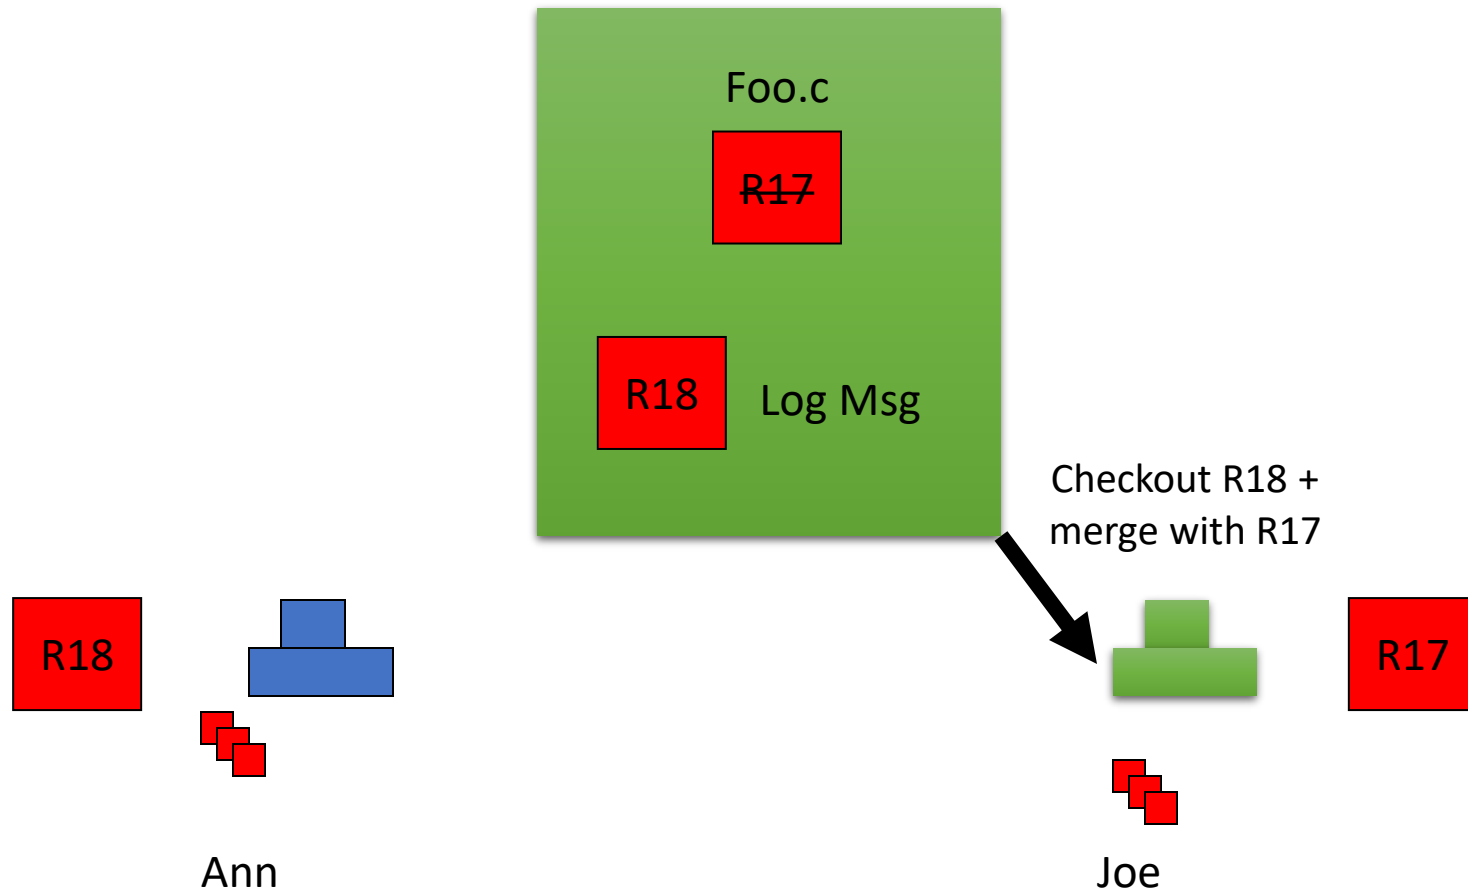 Foo.c
R17
R18
Log Msg
Checkout R18 +
merge with R17
R18
R17
Ann
Joe